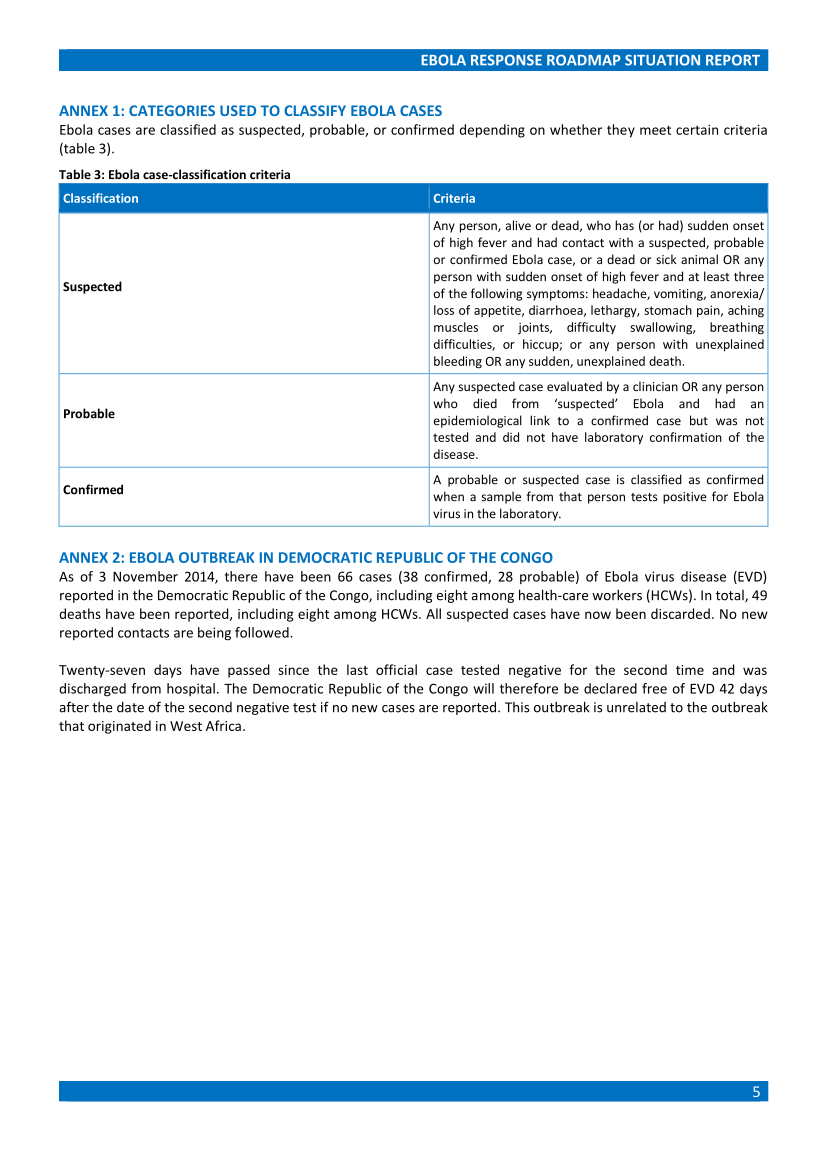 EBOLA RESPONSE ROADMAP SITUATION REPORT
ANNEX 1: CATEGORIES USED TO CLASSIFY EBOLA CASES
Ebola cases are classified as suspected, probable, or confirmed depending on whether they meet certain criteria
(table 3).
Table 3: Ebola case-classification criteria
Classification
Criteria
Suspected
Any person, alive or dead, who has (or had) sudden onset
of high fever and had contact with a suspected, probable
or confirmed Ebola case, or a dead or sick animal OR any
person with sudden onset of high fever and at least three
of the following symptoms: headache, vomiting, anorexia/
loss of appetite, diarrhoea, lethargy, stomach pain, aching
muscles or joints, difficulty swallowing, breathing
difficulties, or hiccup; or any person with unexplained
bleeding OR any sudden, unexplained death.
Probable
Any suspected case evaluated by a clinician OR any person
who died from ‘suspected’ Ebola and had an
epidemiological link to a confirmed case but was not
tested and did not have laboratory confirmation of the
disease.
Confirmed
A probable or suspected case is classified as confirmed
when a sample from that person tests positive for Ebola
virus in the laboratory.
ANNEX 2: EBOLA OUTBREAK IN DEMOCRATIC REPUBLIC OF THE CONGO
As of 3 November 2014, there have been 66 cases (38 confirmed, 28 probable) of Ebola virus disease (EVD)
reported in the Democratic Republic of the Congo, including eight among health-care workers (HCWs). In total, 49
deaths have been reported, including eight among HCWs. All suspected cases have now been discarded. No new
reported contacts are being followed.
Twenty-seven days have passed since the last official case tested negative for the second time and was
discharged from hospital. The Democratic Republic of the Congo will therefore be declared free of EVD 42 days
after the date of the second negative test if no new cases are reported. This outbreak is unrelated to the outbreak
that originated in West Africa.
5